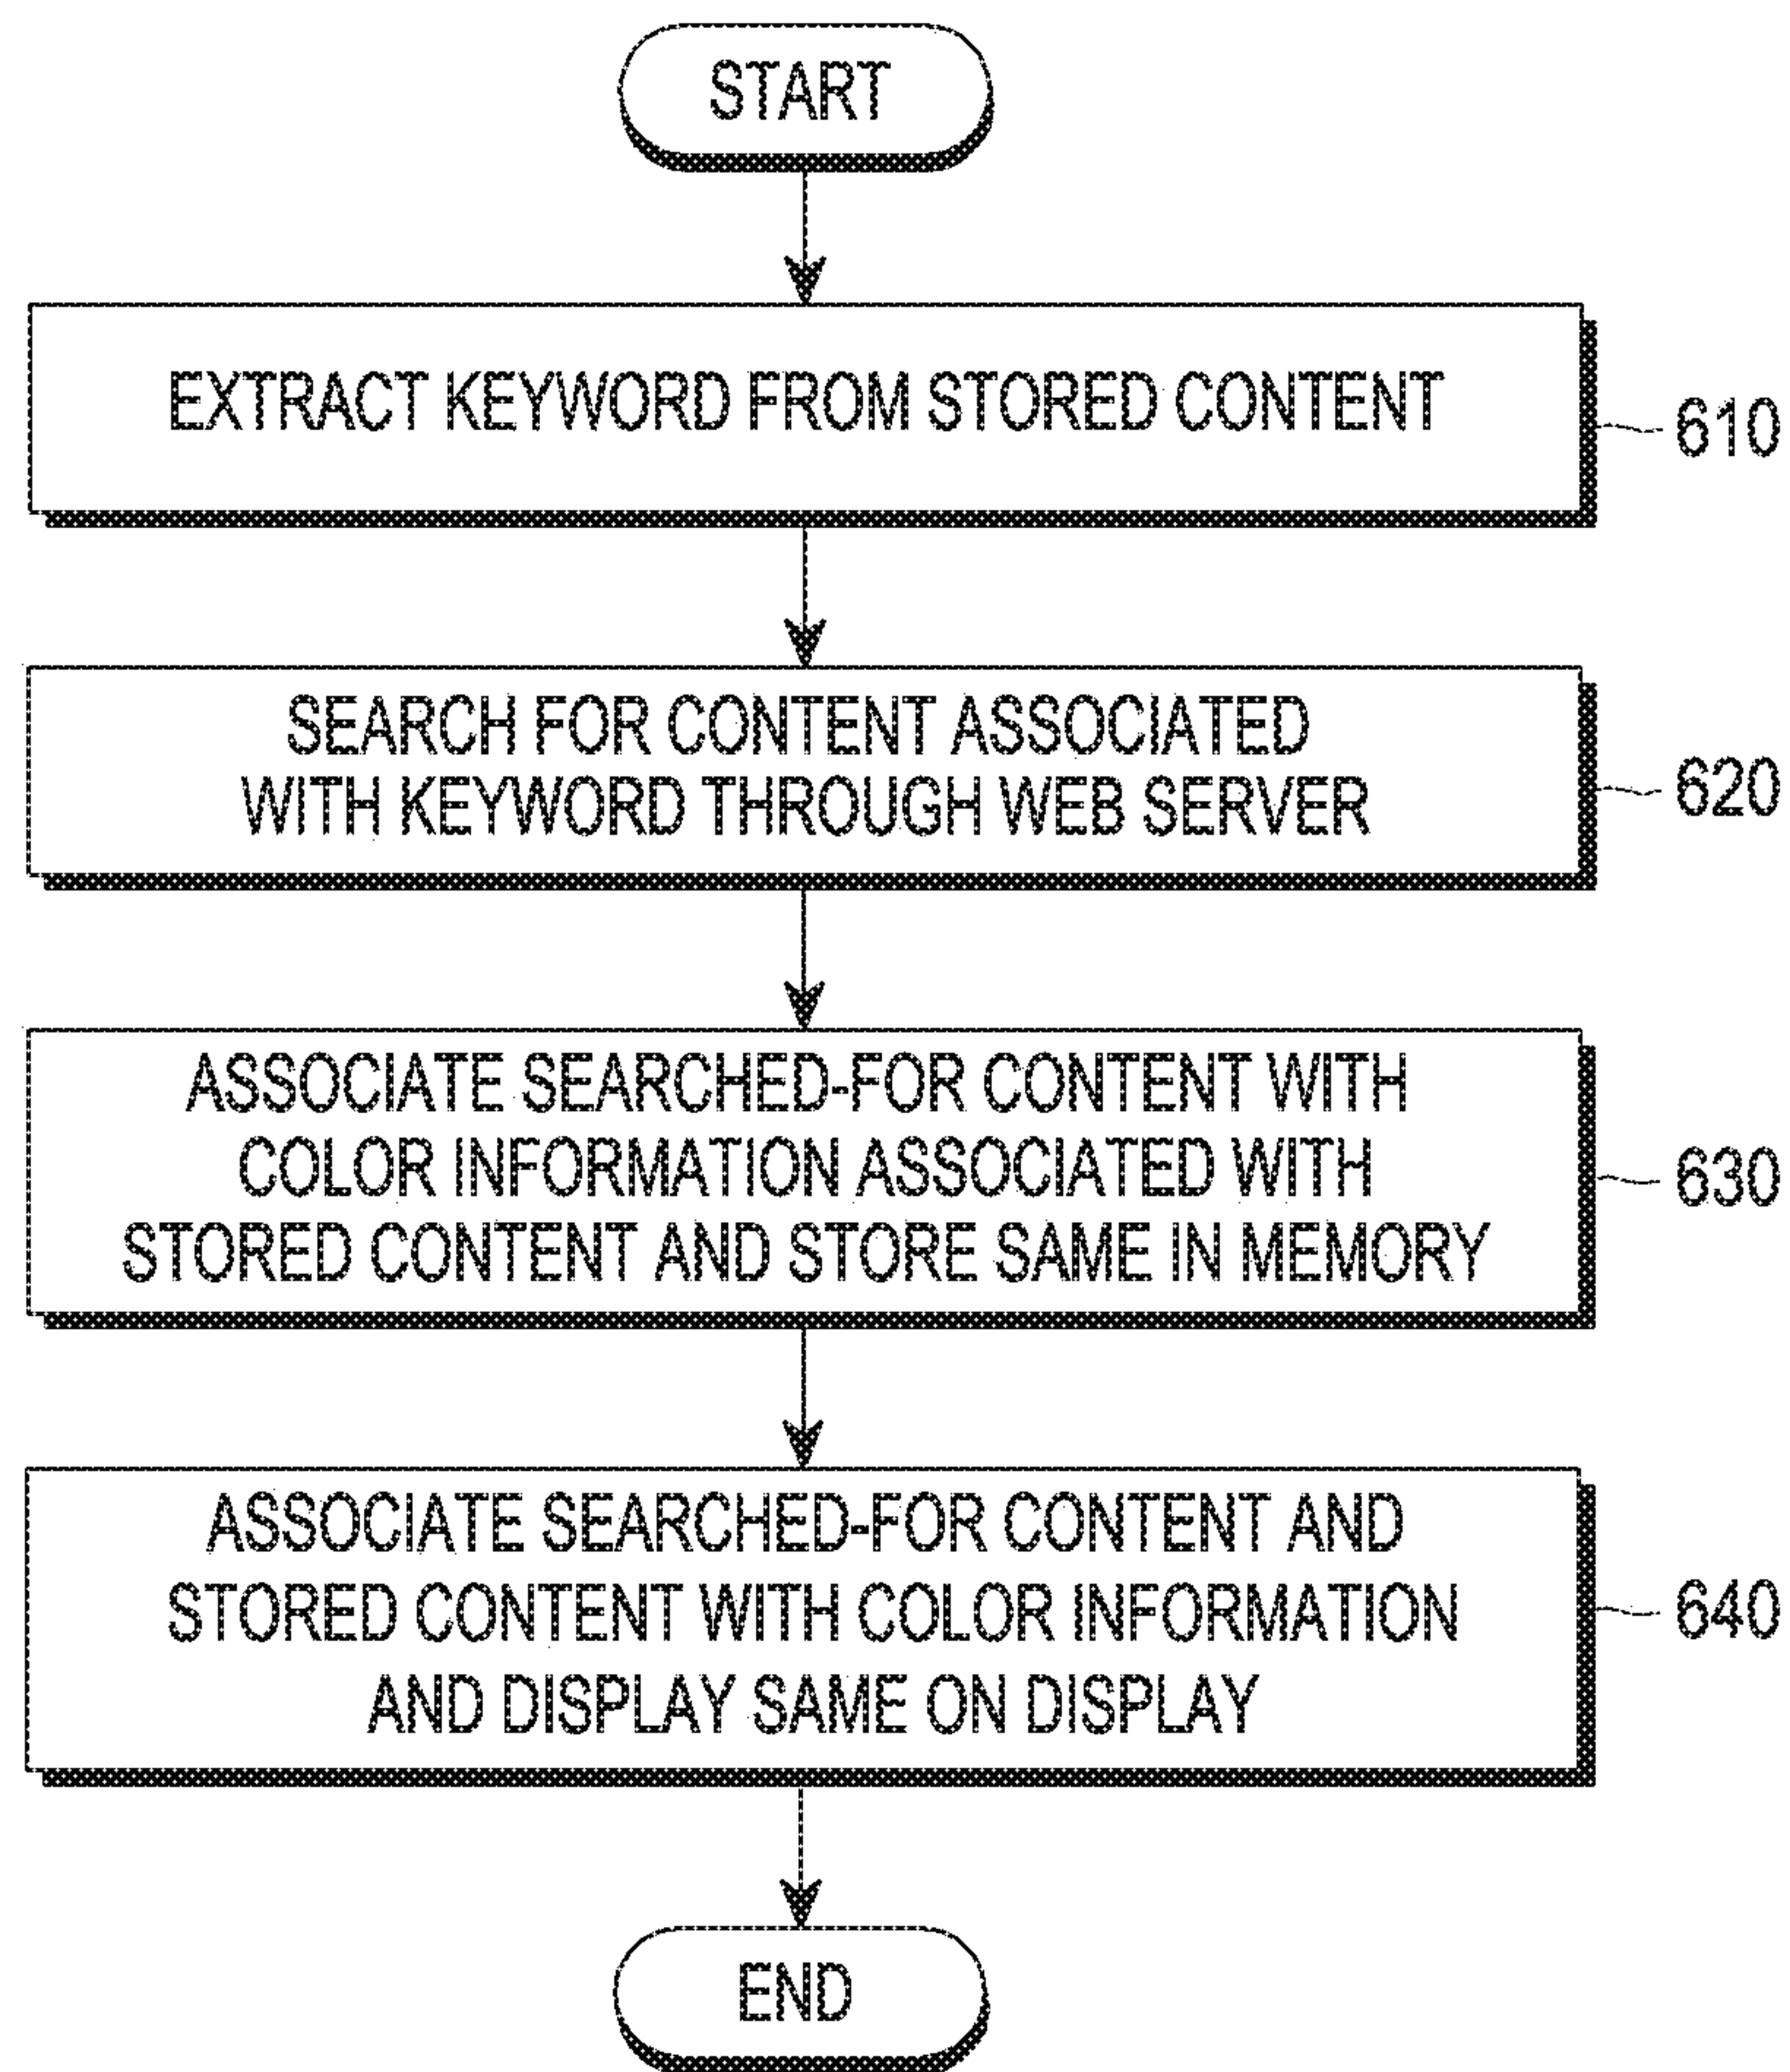 START
EXTRACT KEYWORD FROM STORED CONTENT
610
SEARCH FOR CONTENT ASSOCIATED
WITH KEYWORD THROUGH WEB SERVER
620
ASSOCIATE SEARCHED-FOR CONTENT WITH
COLOR INFORMATION ASSOCIATED WITH
STORED CONTENT AND STORE SAME IN MEMORY
630
ASSOCIATE SEARCHED-FOR CONTENT AND
STORED CONTENT WITH COLOR INFORMATION
AND DISPLAY SAME ON DISPLAY
640
END